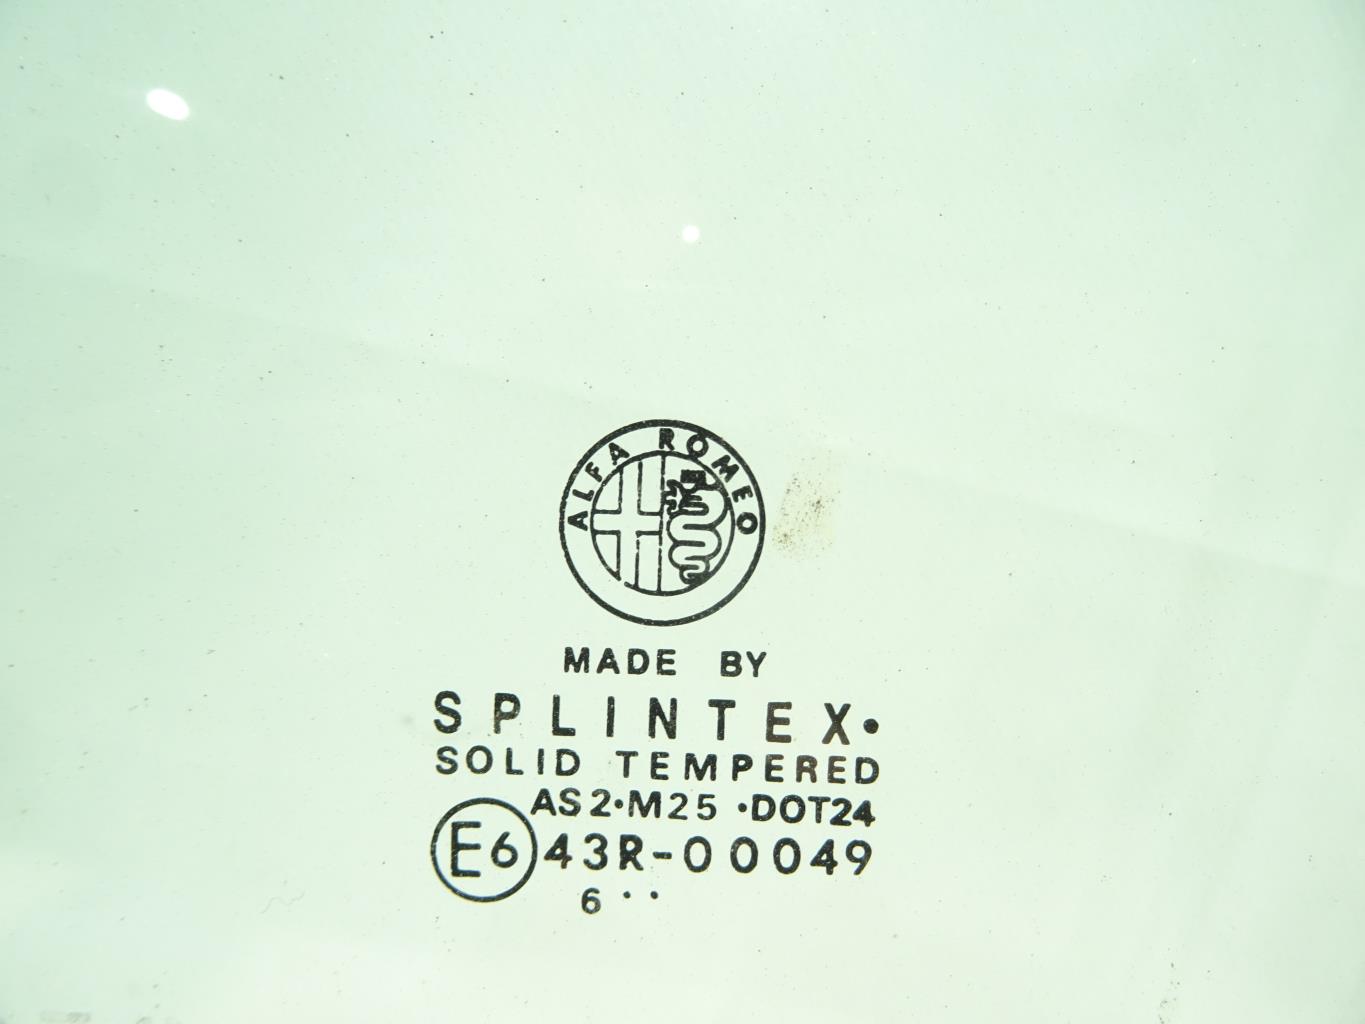 ALFA ROMEO
MADE BY
SPLINTEX•
SOLID TEMPERED
AS2•M25 •DOT24
E6 43R-00049
6 ··